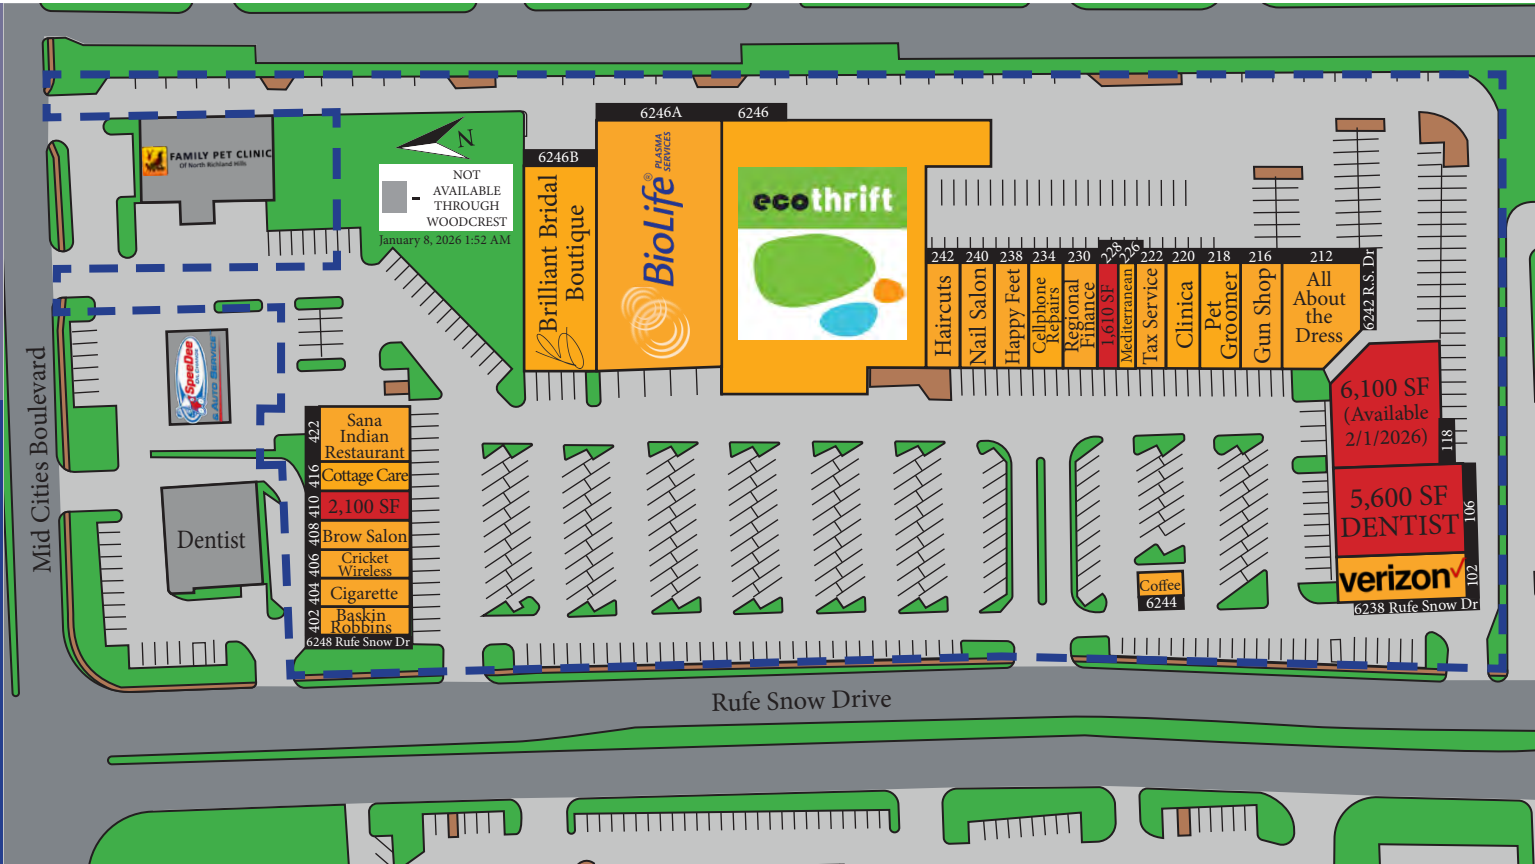 6246A
6246
6246B
FAMILY PET CLINIC
Of North Richland Hills
N
NOT
AVAILABLE
THROUGH
WOODCREST
-
January 8, 2026 1:52 AM
Brilliant Bridal
Boutique
B
BioLife®
PLASMA
SERVICES
ecothrift
242
240
238
234
230
228
226
222
220
218
216
212
6242 R.S. Dr
Haircuts
Nail Salon
Happy Feet
Cellphone
Repairs
Regional
Finance
1,610 SF
Mediterranean
Tax Service
Clinica
Pet
Groomer
Gun Shop
All
About
the
Dress
SpeeDee
OIL CHANGE
& AUTO SERVICE
Mid Cities Boulevard
Dentist
422
Sana
Indian
Restaurant
416
Cottage Care
410
2,100 SF
408
Brow Salon
406
Cricket
Wireless
404
Cigarette
402
Baskin
Robbins
6248 Rufe Snow Dr
6,100 SF
(Available
2/1/2026)
118
5,600 SF
DENTIST
106
verizon
102
6238 Rufe Snow Dr
Coffee
6244
Rufe Snow Drive